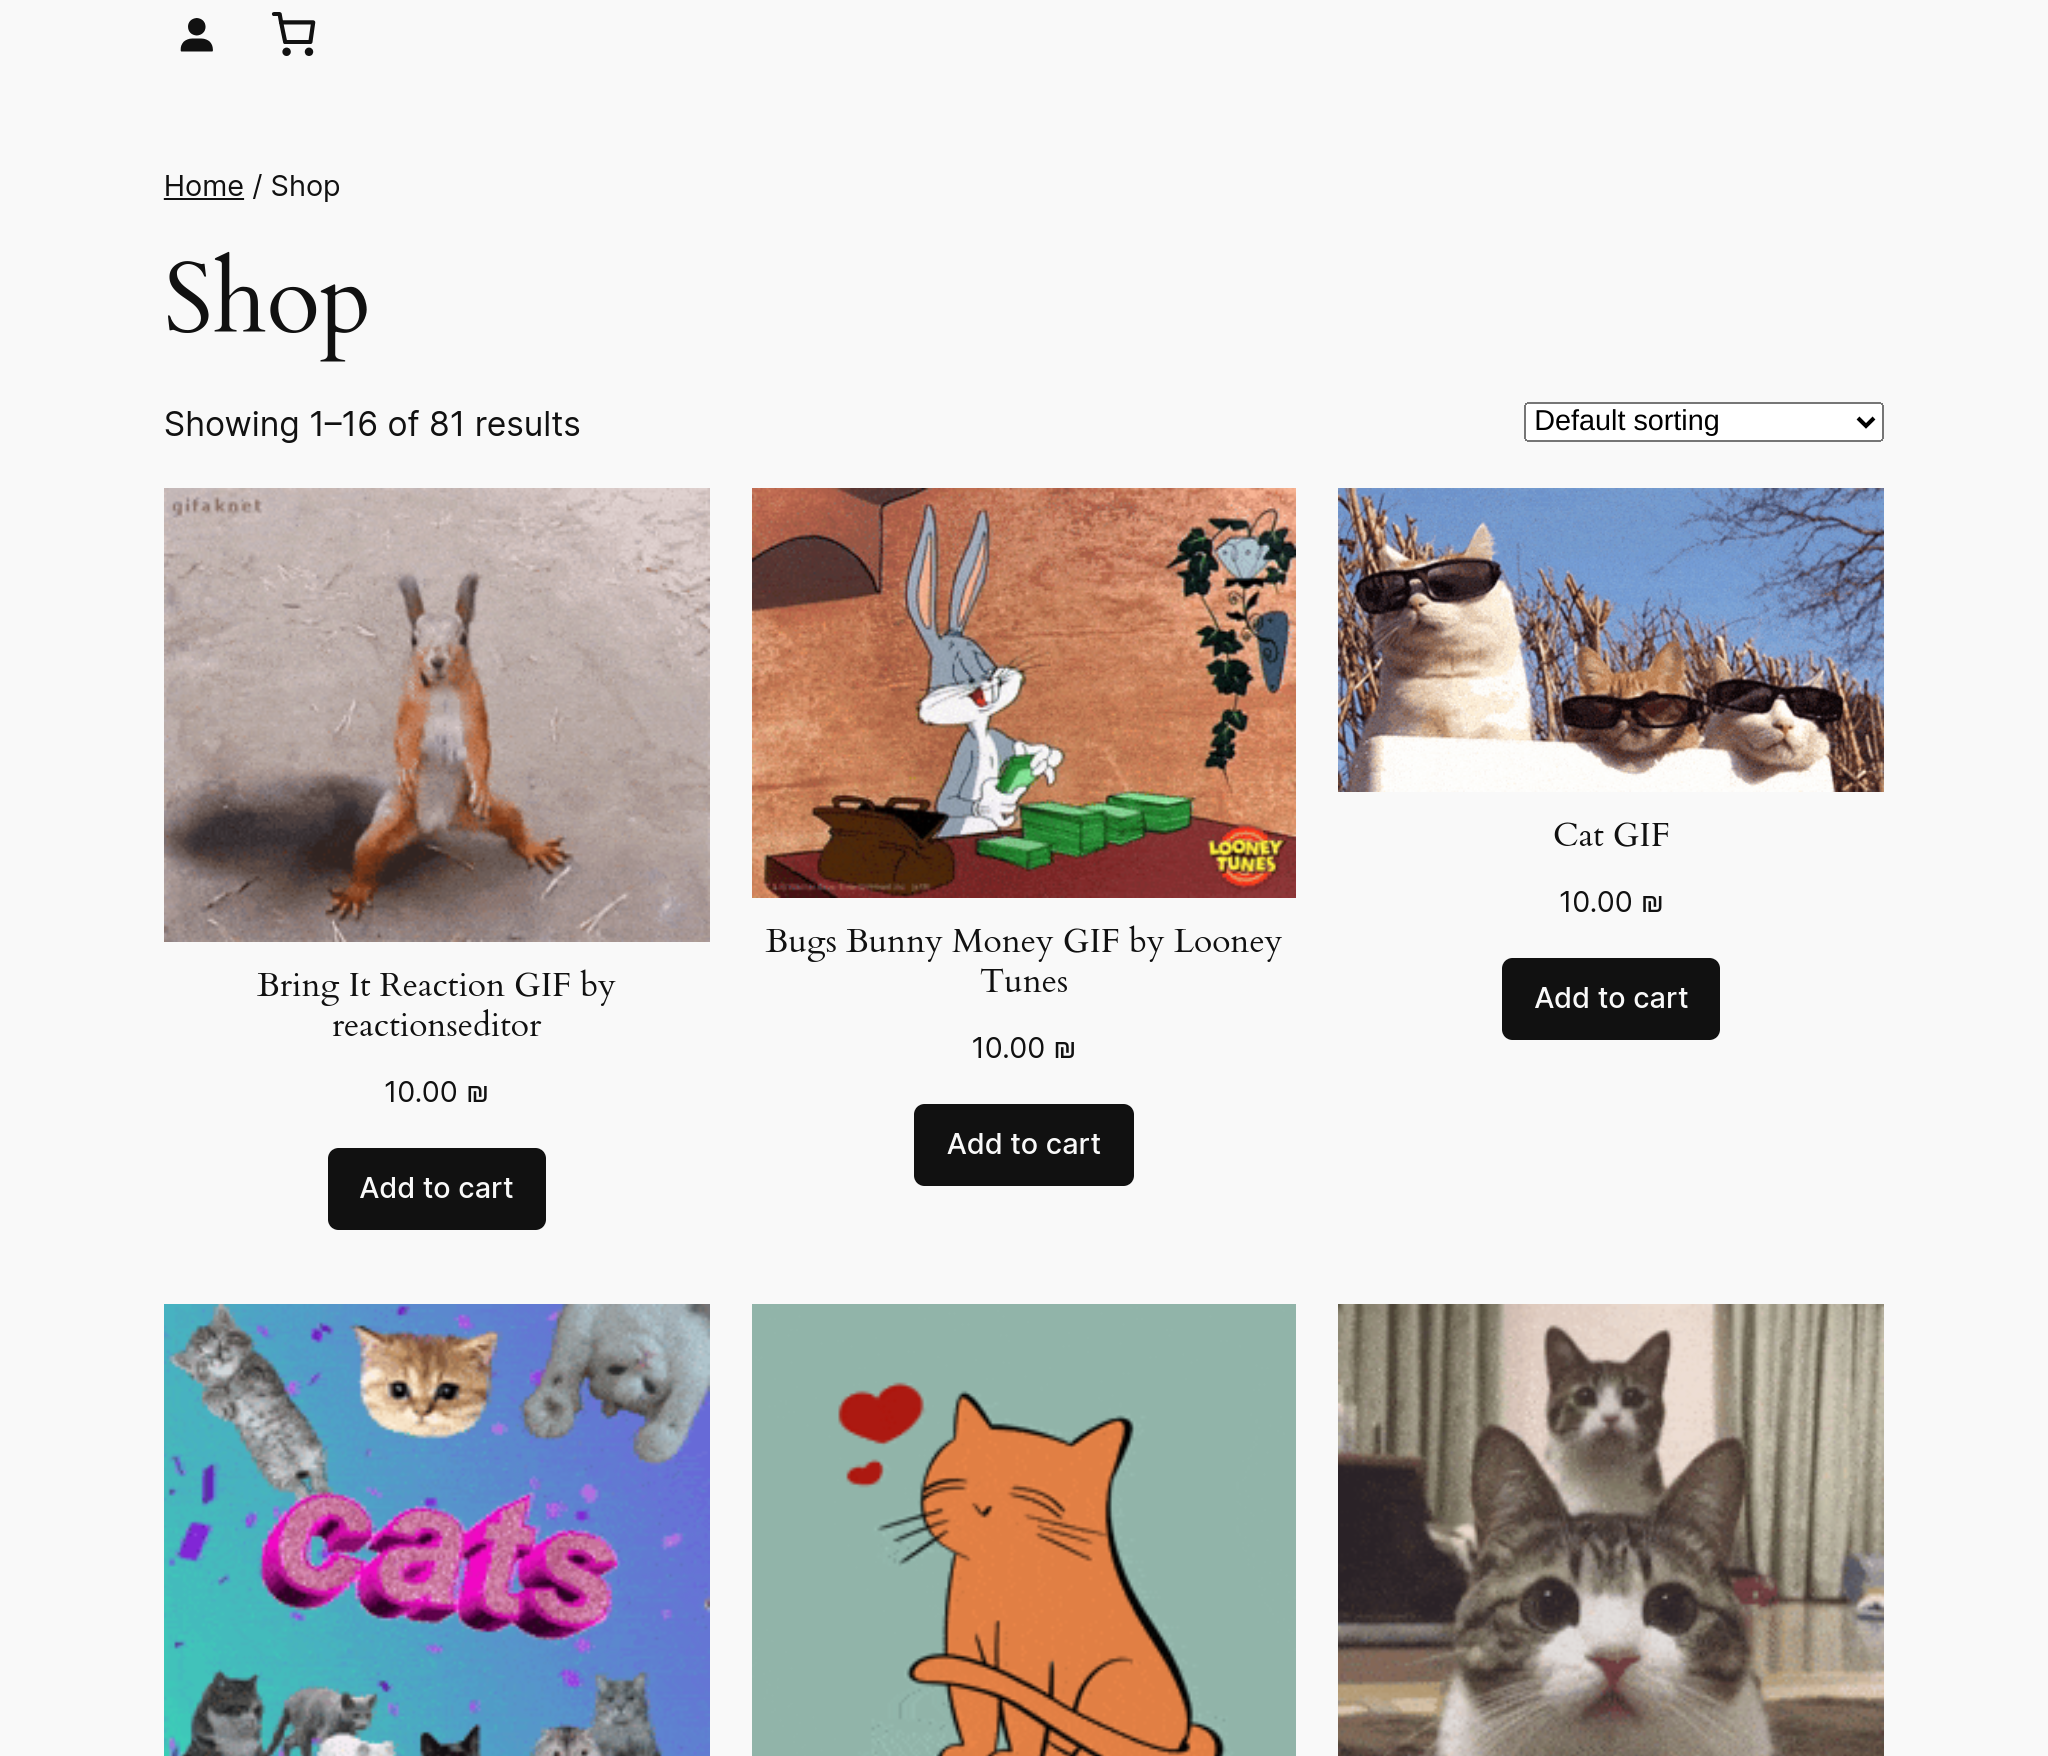 Home / Shop
Shop
Showing 1–16 of 81 results
Default sorting
gifaknet
LOONEY
TUNES
Cat GIF
10.00 ₪
Add to cart
Bugs Bunny Money GIF by Looney
Tunes
10.00 ₪
Add to cart
Bring It Reaction GIF by
reactionseditor
10.00 ₪
Add to cart
cats